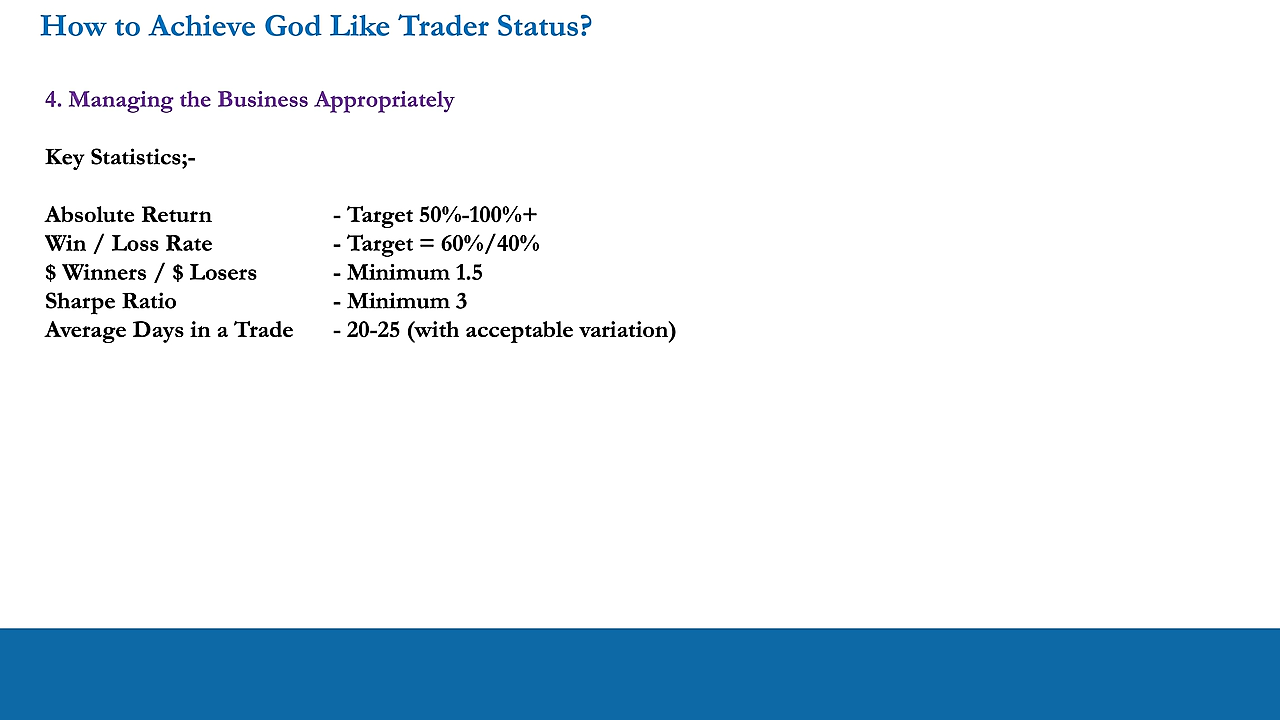 How to Achieve God Like Trader Status?
4. Managing the Business Appropriately
Key Statistics;-
Absolute Return - Target 50%-100%+
Win / Loss Rate - Target = 60%/40%
$ Winners / $ Losers - Minimum 1.5
Sharpe Ratio - Minimum 3
Average Days in a Trade - 20-25 (with acceptable variation)